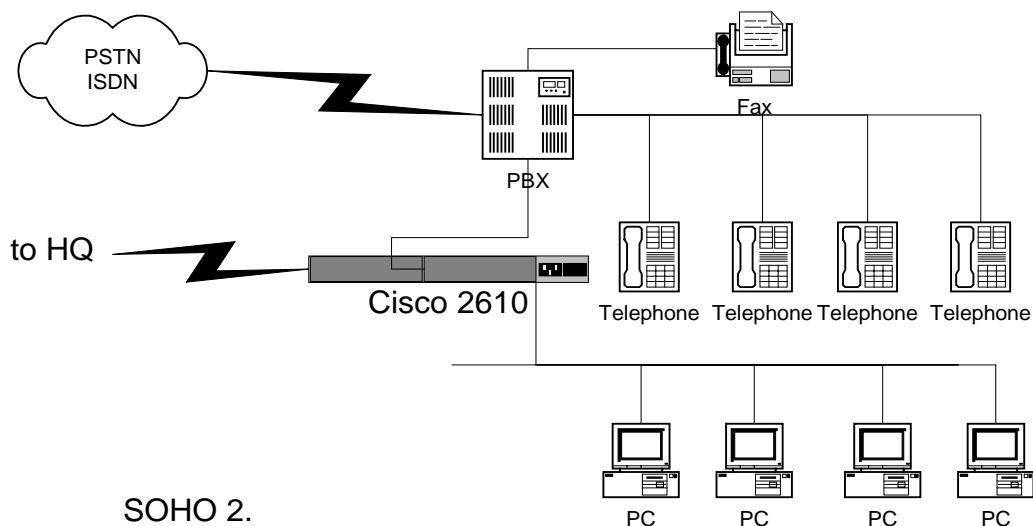 PSTN
ISDN
Fax
PBX
to HQ
Cisco 2610
Telephone Telephone Telephone Telephone
SOHO 2.
PC PC PC PC